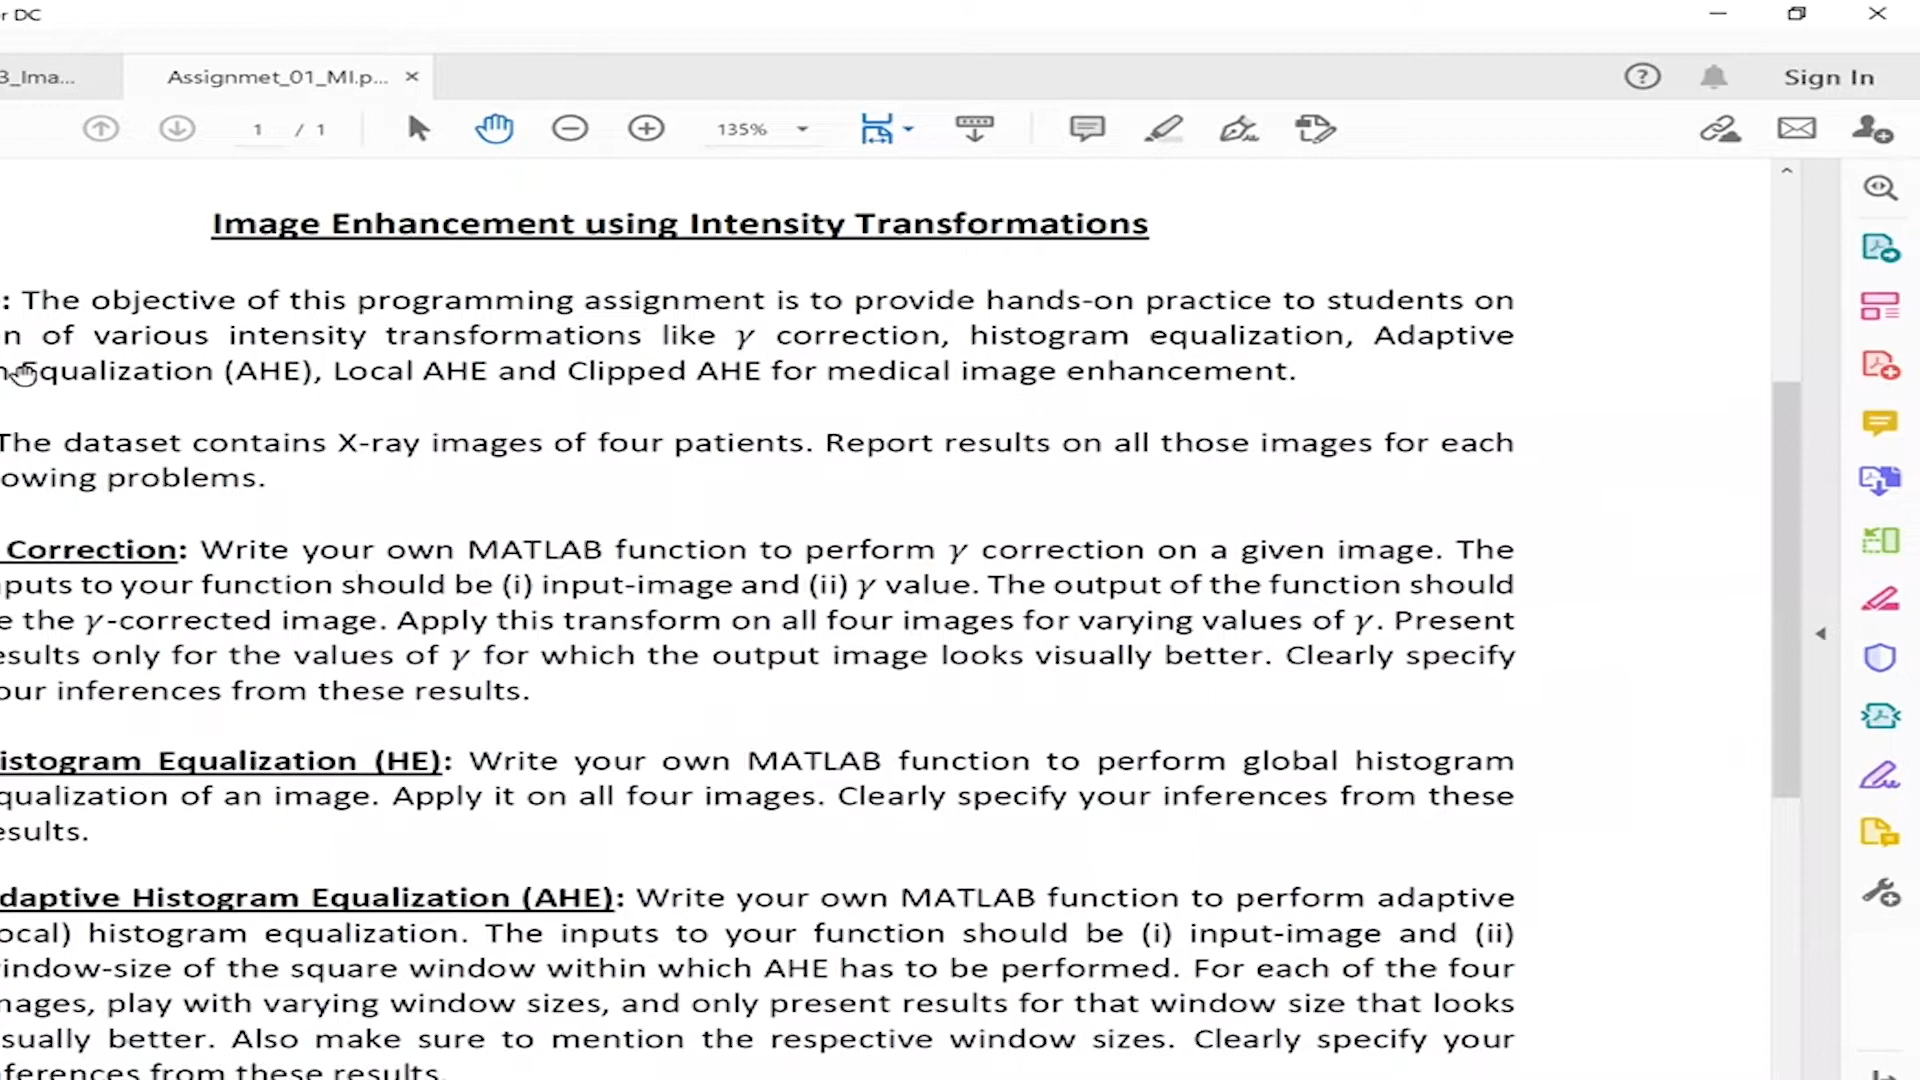 r DC
3_Ima...
Assignmet_01_MI.p...
Sign In
1 / 1
135%
Image Enhancement using Intensity Transformations
: The objective of this programming assignment is to provide hands-on practice to students on
n of various intensity transformations like γ correction, histogram equalization, Adaptive
Equalization (AHE), Local AHE and Clipped AHE for medical image enhancement.
The dataset contains X-ray images of four patients. Report results on all those images for each
owing problems.
Correction: Write your own MATLAB function to perform γ correction on a given image. The
nputs to your function should be (i) input-image and (ii) γ value. The output of the function should
e the γ-corrected image. Apply this transform on all four images for varying values of γ. Present
esults only for the values of γ for which the output image looks visually better. Clearly specify
our inferences from these results.
istogram Equalization (HE): Write your own MATLAB function to perform global histogram
qualization of an image. Apply it on all four images. Clearly specify your inferences from these
esults.
daptive Histogram Equalization (AHE): Write your own MATLAB function to perform adaptive
ocal) histogram equalization. The inputs to your function should be (i) input-image and (ii)
indow-size of the square window within which AHE has to be performed. For each of the four
mages, play with varying window sizes, and only present results for that window size that looks
sually better. Also make sure to mention the respective window sizes. Clearly specify your
ferences from these results.